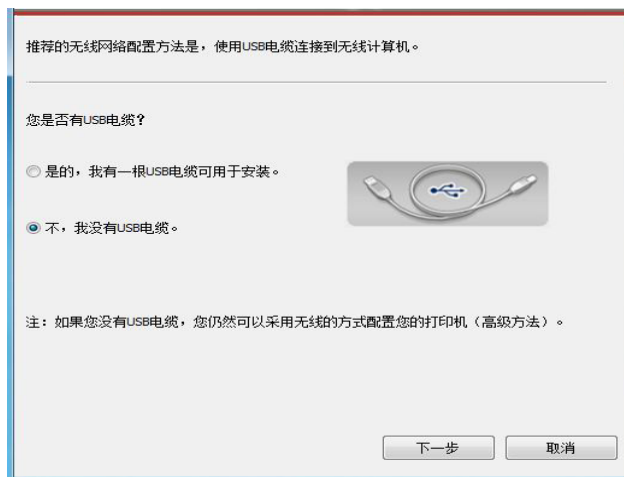 推荐的无线网络配置方法是，使用USB电缆连接到无线计算机。
您是否有USB电缆？
是的，我有一根USB电缆可用于安装。
不，我没有USB电缆。
注：如果您没有USB电缆，您仍然可以采用无线的方式配置您的打印机（高级方法）。
下一步 取消